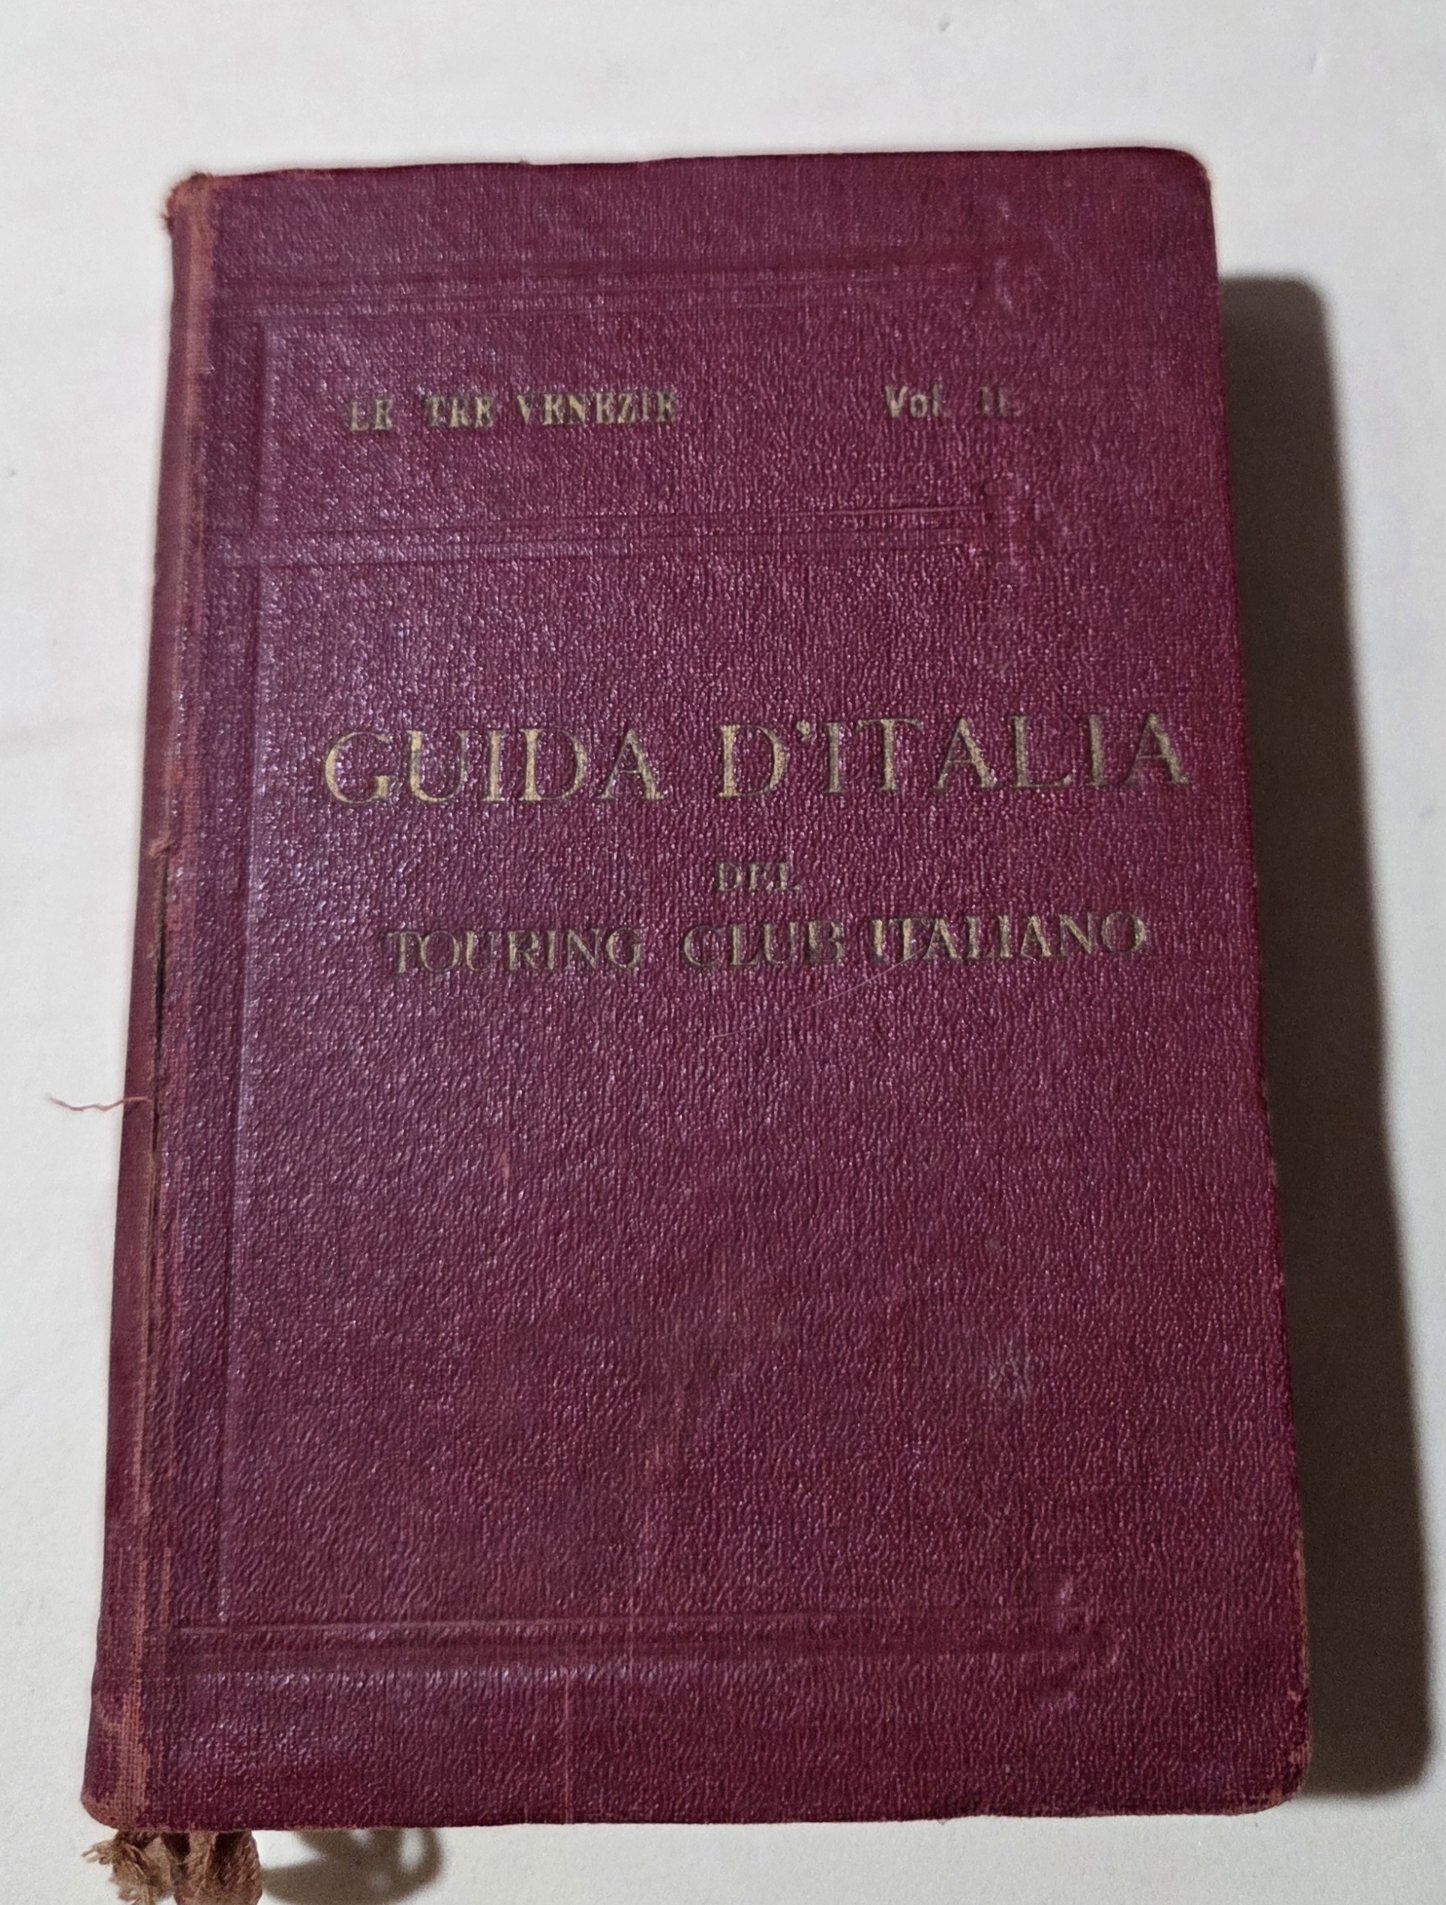 LE TRE VENEZIE Vol. II.
GUIDA D'ITALIA
DEL
TOURING CLUB ITALIANO